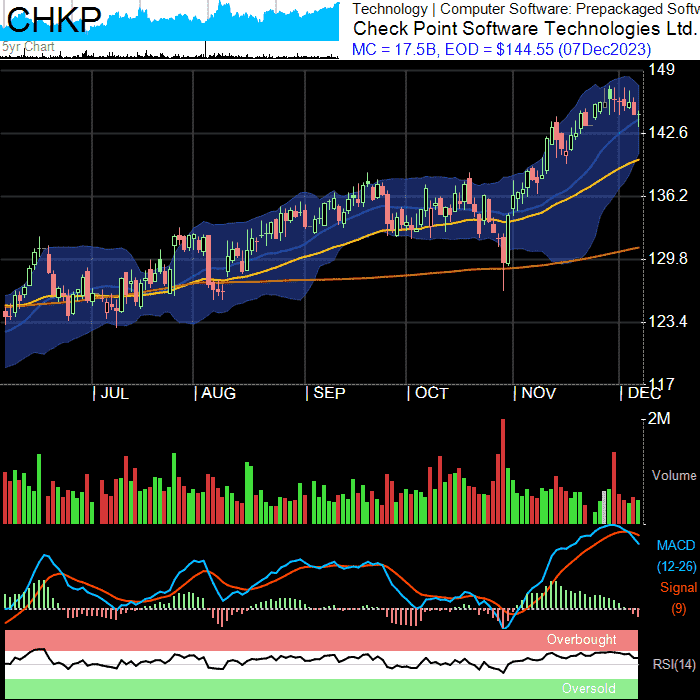 CHKP
5yr Chart
Technology | Computer Software: Prepackaged Softw
Check Point Software Technologies Ltd.
MC = 17.5B, EOD = $144.55 (07Dec2023)
149
142.6
136.2
129.8
123.4
117
JUL
AUG
SEP
OCT
NOV
DEC
2M
Volume
MACD
(12-26)
Signal
(9)
Overbought
RSI(14)
Oversold